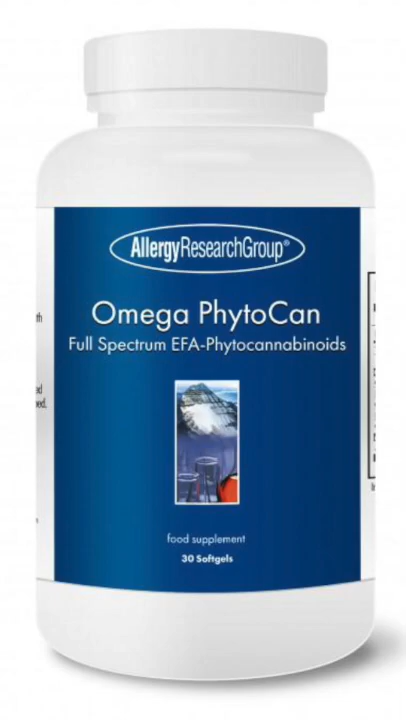 AllergyResearchGroup®
Omega PhytoCan
Full Spectrum EFA-Phytocannabinoids
food supplement
30 Softgels